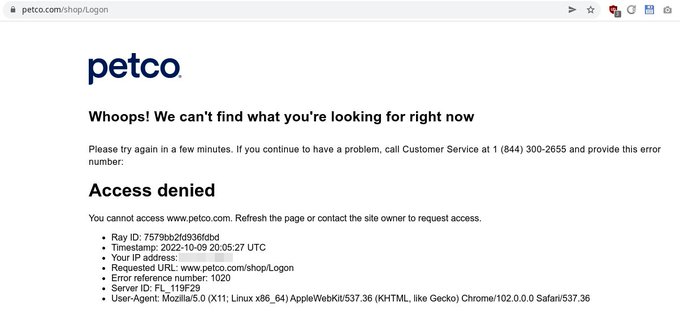 petco.com/shop/Logon
2
petco
Whoops! We can't find what you're looking for right now
Please try again in a few minutes. If you continue to have a problem, call Customer Service at 1 (844) 300-2655 and provide this error
number:
Access denied
You cannot access www.petco.com. Refresh the page or contact the site owner to request access.
• Ray ID: 7579bb2fd936fdbd
• Timestamp: 2022-10-09 20:05:27 UTC
• Your IP address:
• Requested URL: www.petco.com/shop/Logon
• Error reference number: 1020
• Server ID: FL_119F29
• User-Agent: Mozilla/5.0 (X11; Linux x86_64) AppleWebKit/537.36 (KHTML, like Gecko) Chrome/102.0.0.0 Safari/537.36